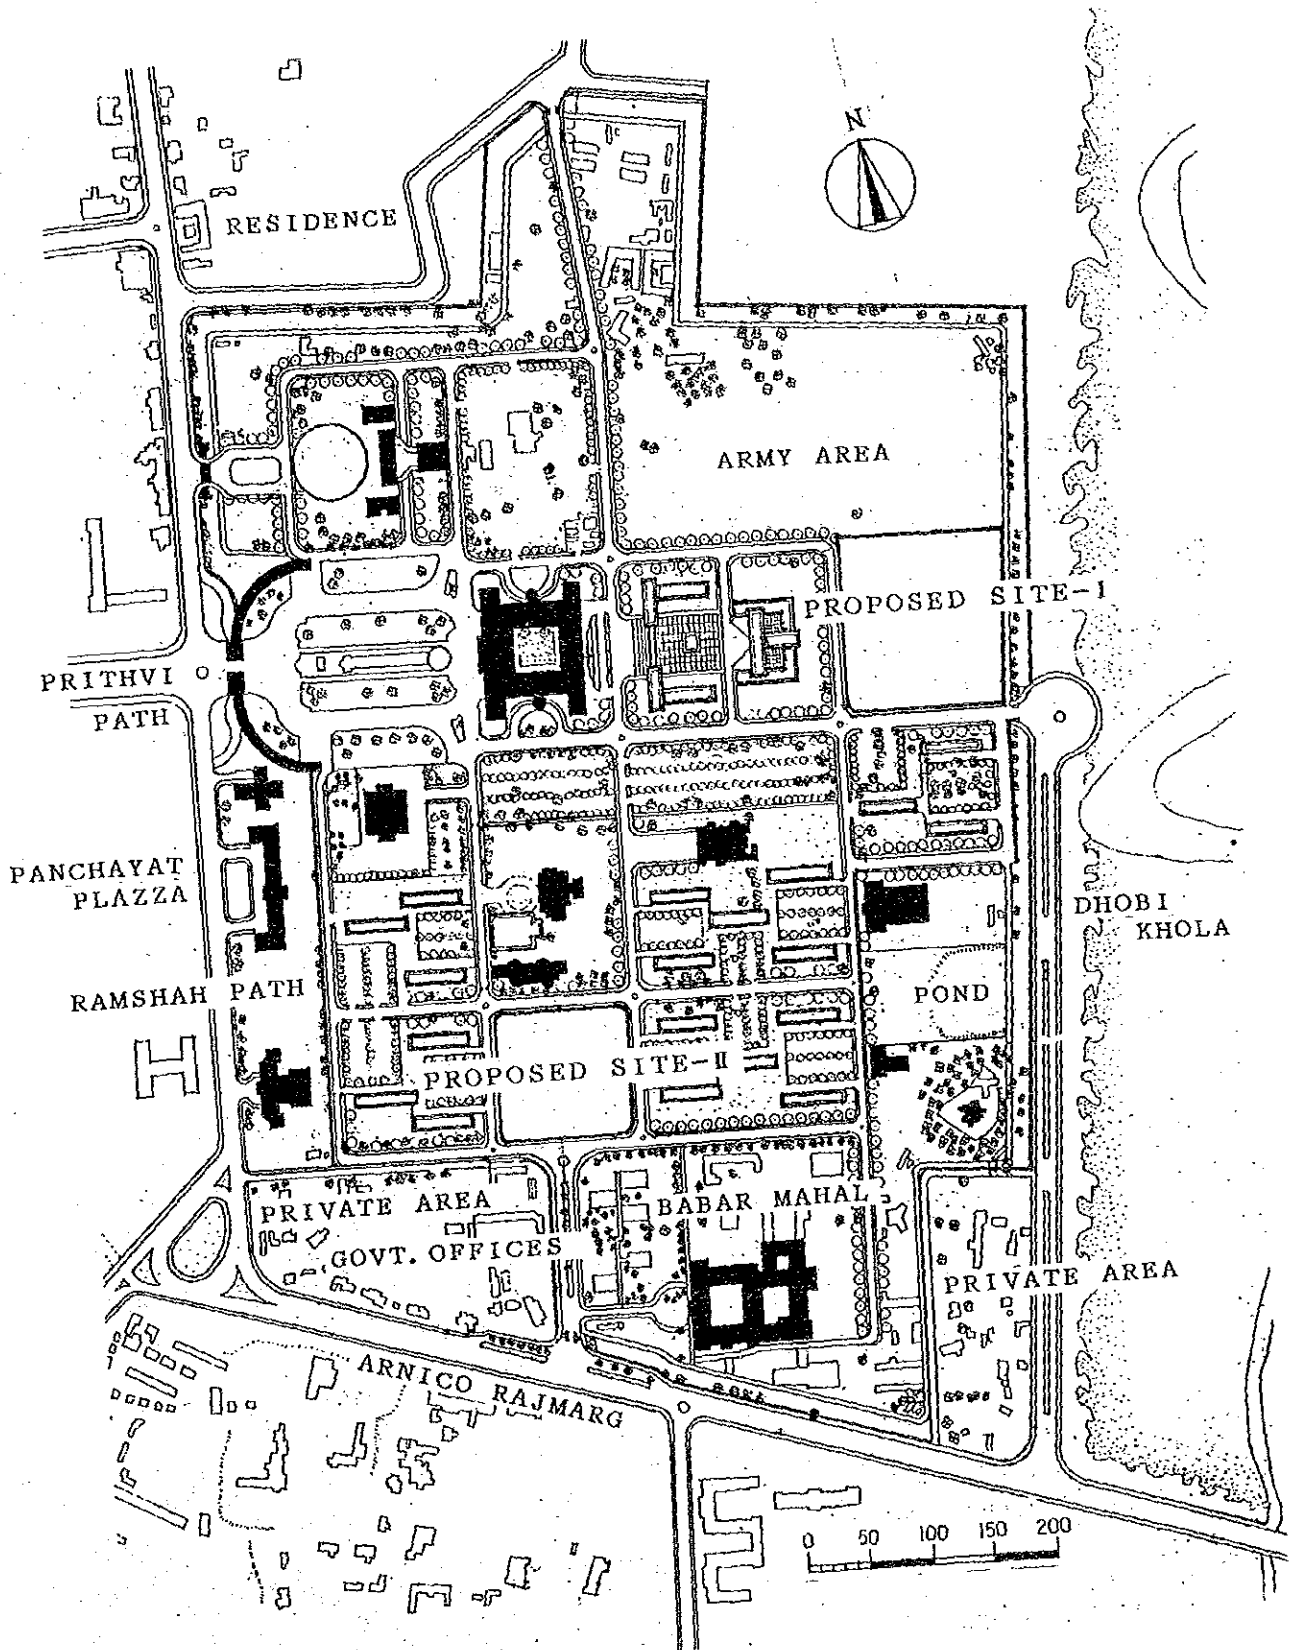 N
RESIDENCE
ARMY AREA
PROPOSED SITE-I
PRITHVI
PATH
PANCHAYAT
PLAZZA
DHOBI
KHOLA
RAMSHAH PATH
POND
PROPOSED SITE-II
PRIVATE AREA
BABAR MAHAL
GOVT. OFFICES
PRIVATE AREA
ARNICO RAJMARG
0 50 100 150 200